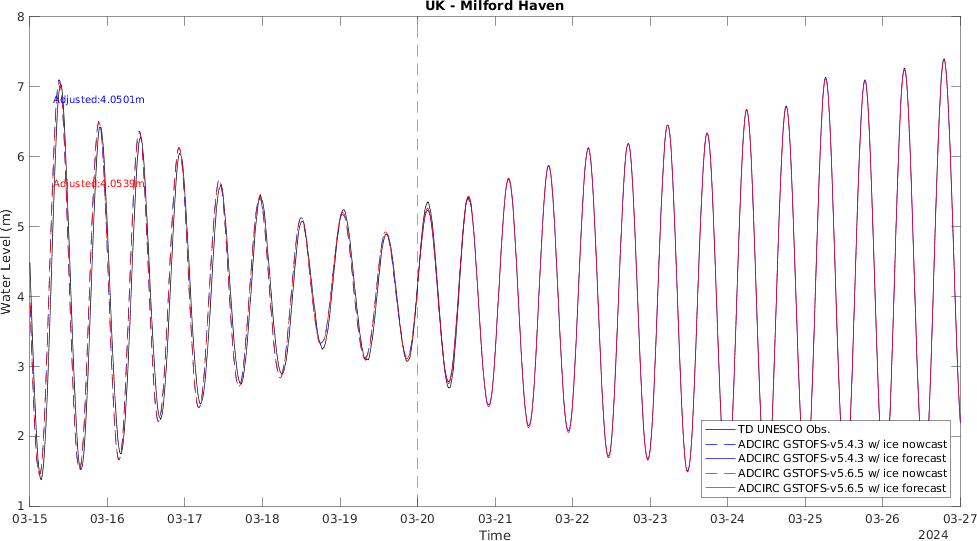 UK - Milford Haven
8
7
6
5
4
3
2
1
Water Level (m)
Adjusted:4.0501m
Adjusted:4.0539m
TD UNESCO Obs.
ADCIRC GSTOFS-v5.4.3 w/ ice nowcast
ADCIRC GSTOFS-v5.4.3 w/ ice forecast
ADCIRC GSTOFS-v5.6.5 w/ ice nowcast
ADCIRC GSTOFS-v5.6.5 w/ ice forecast
03-15 03-16 03-17 03-18 03-19 03-20 03-21 03-22 03-23 03-24 03-25 03-26 03-27
Time
2024